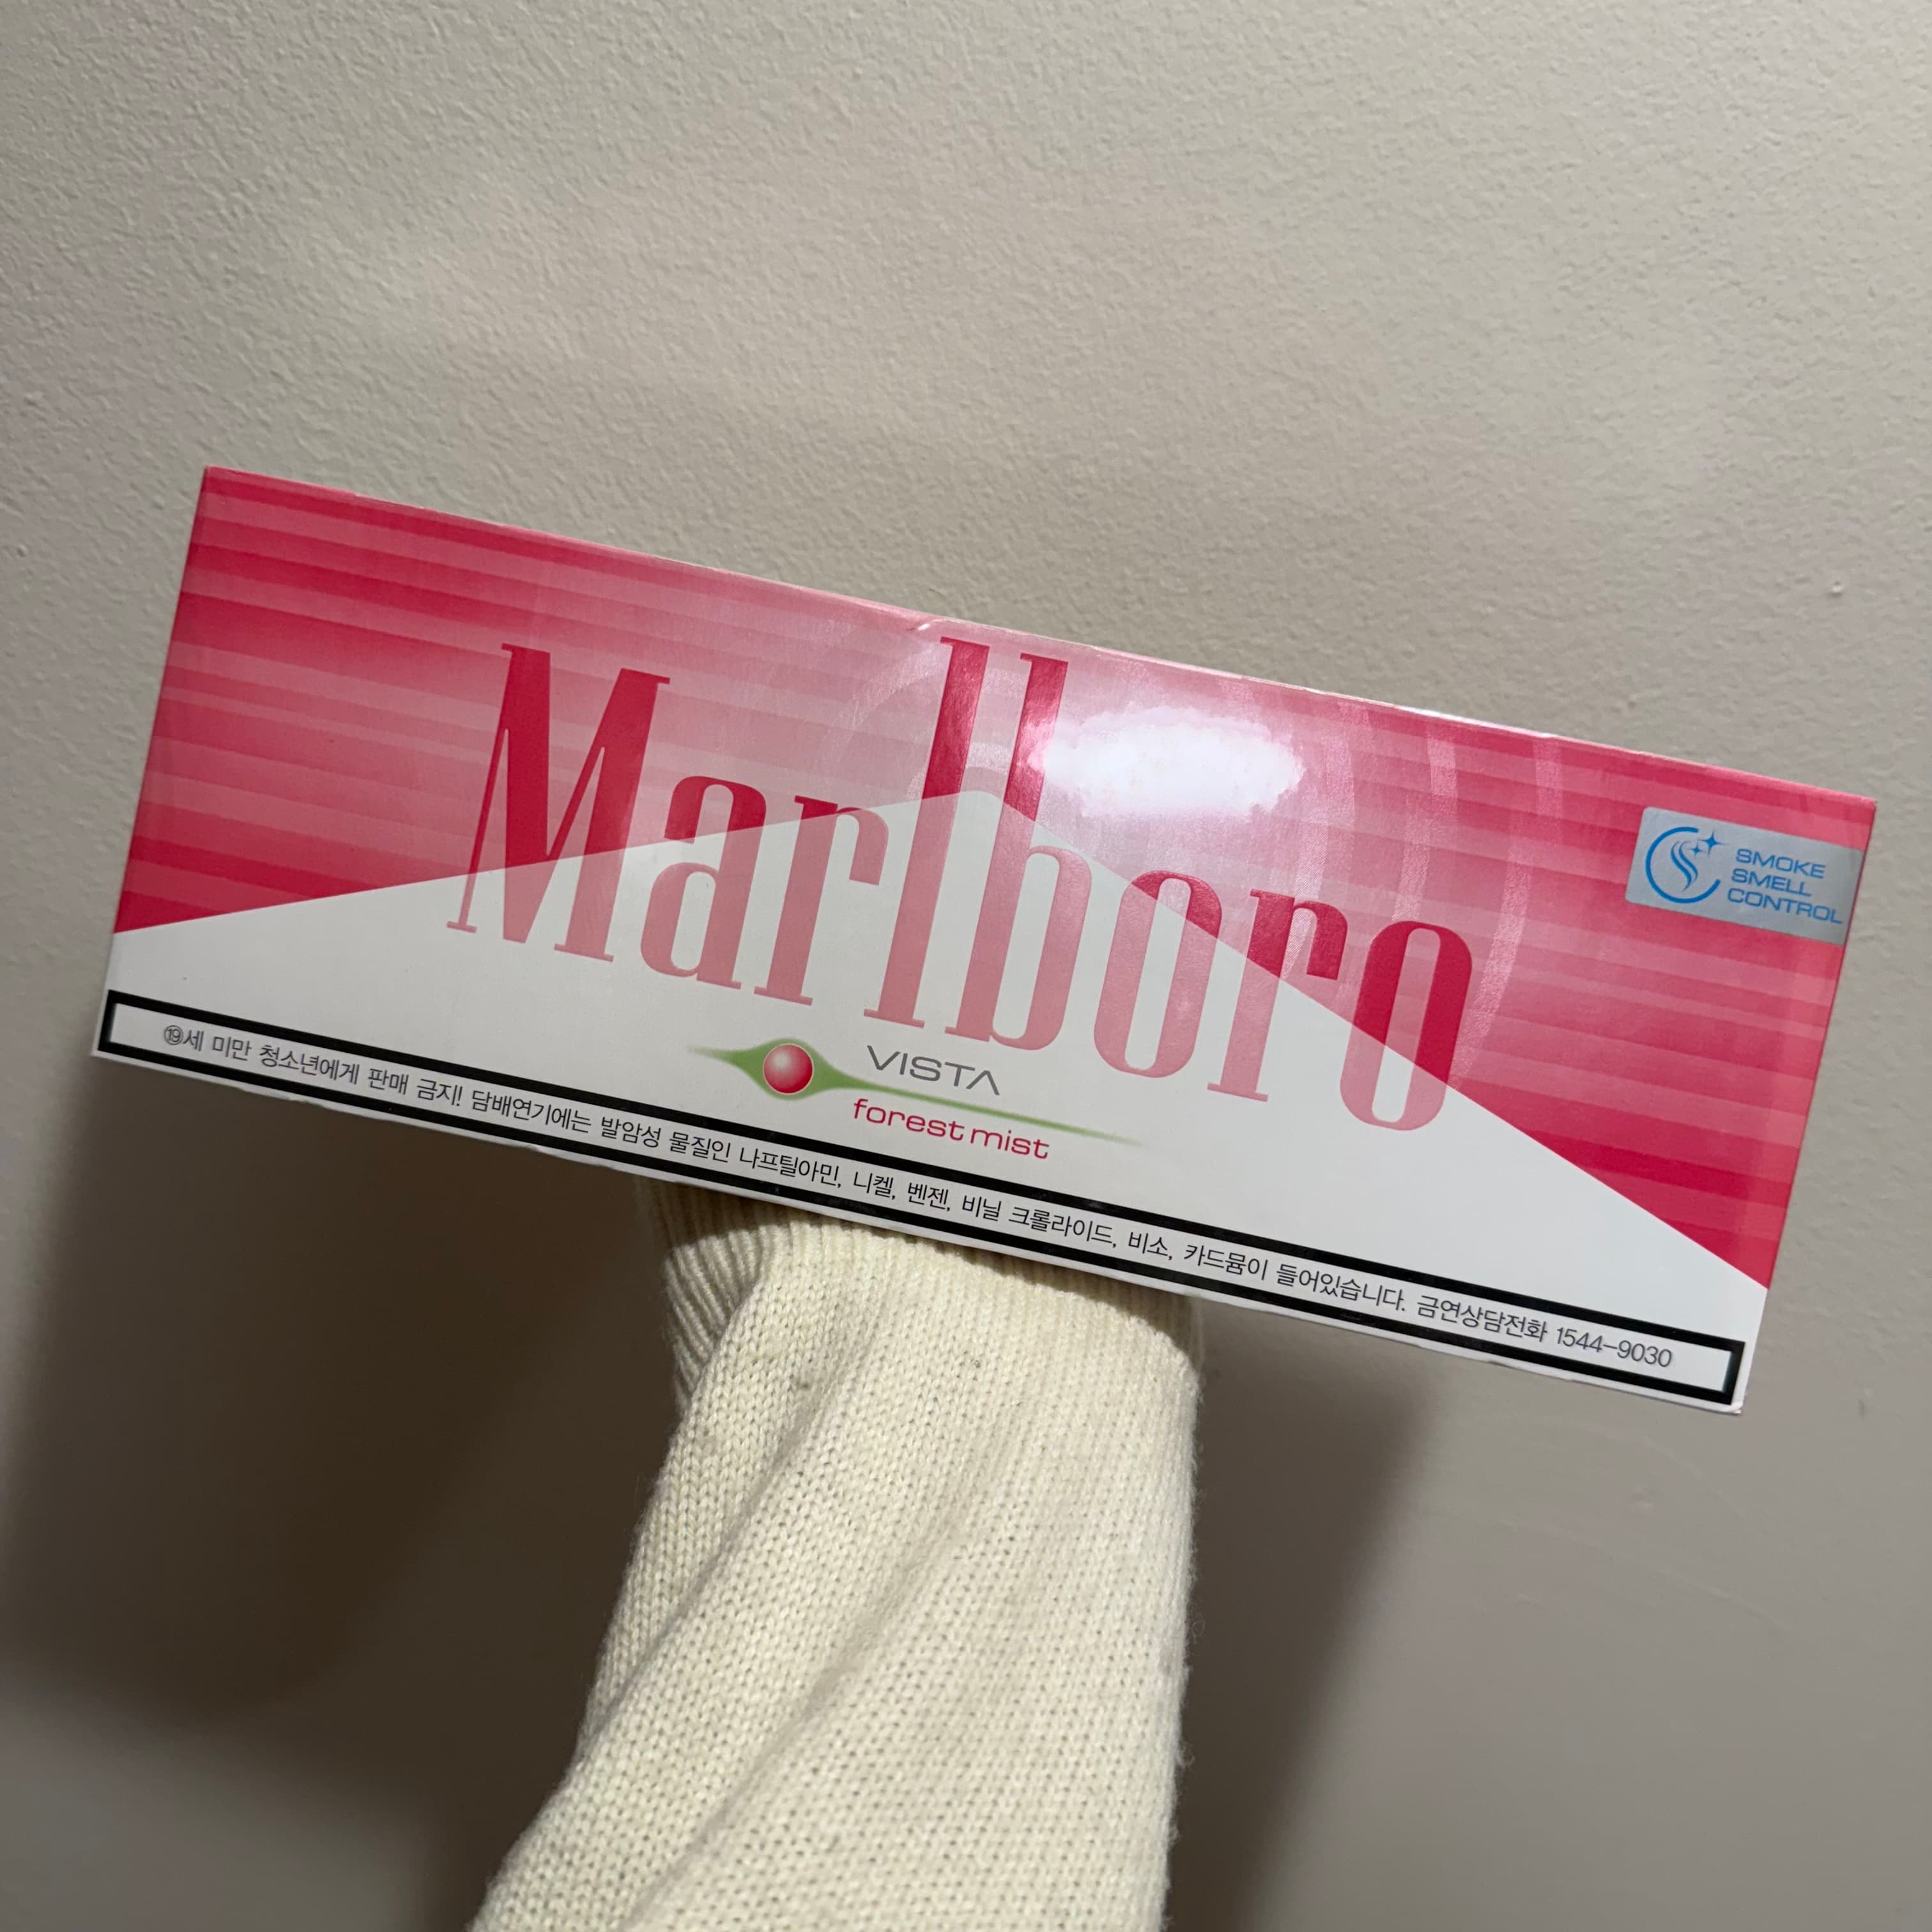 Marlboro
SMOKE
SMELL
CONTROL
VISTA
forest mist
⑲세 미만 청소년에게 판매 금지! 담배연기에는 발암성 물질인 나프틸아민, 니켈, 벤젠, 비닐 크롤라이드, 비소, 카드뮴이 들어있습니다. 금연상담전화 1544-9030